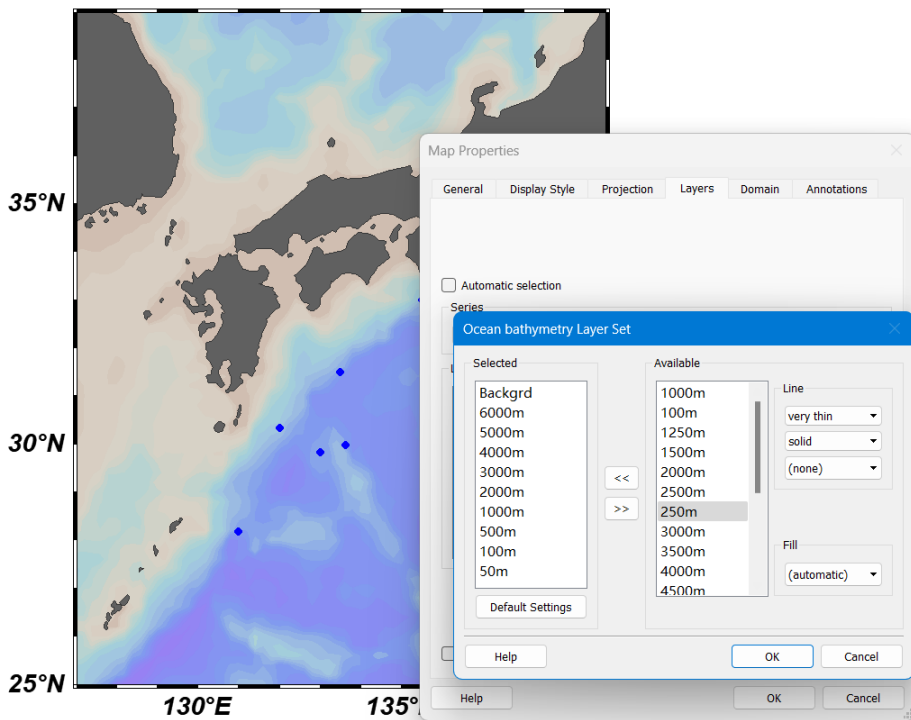 35°N
30°N
25°N
130°E
135°
Map Properties
General Display Style Projection Layers Domain Annotations
Automatic selection
Series
Ocean bathymetry Layer Set
Selected
Backgrd
6000m
5000m
4000m
3000m
2000m
1000m
500m
100m
50m
Default Settings
<<
>>
Available
1000m
100m
1250m
1500m
2000m
2500m
250m
3000m
3500m
4000m
4500m
Line
very thin
solid
(none)
Fill
(automatic)
Help OK Cancel
Help OK Cancel